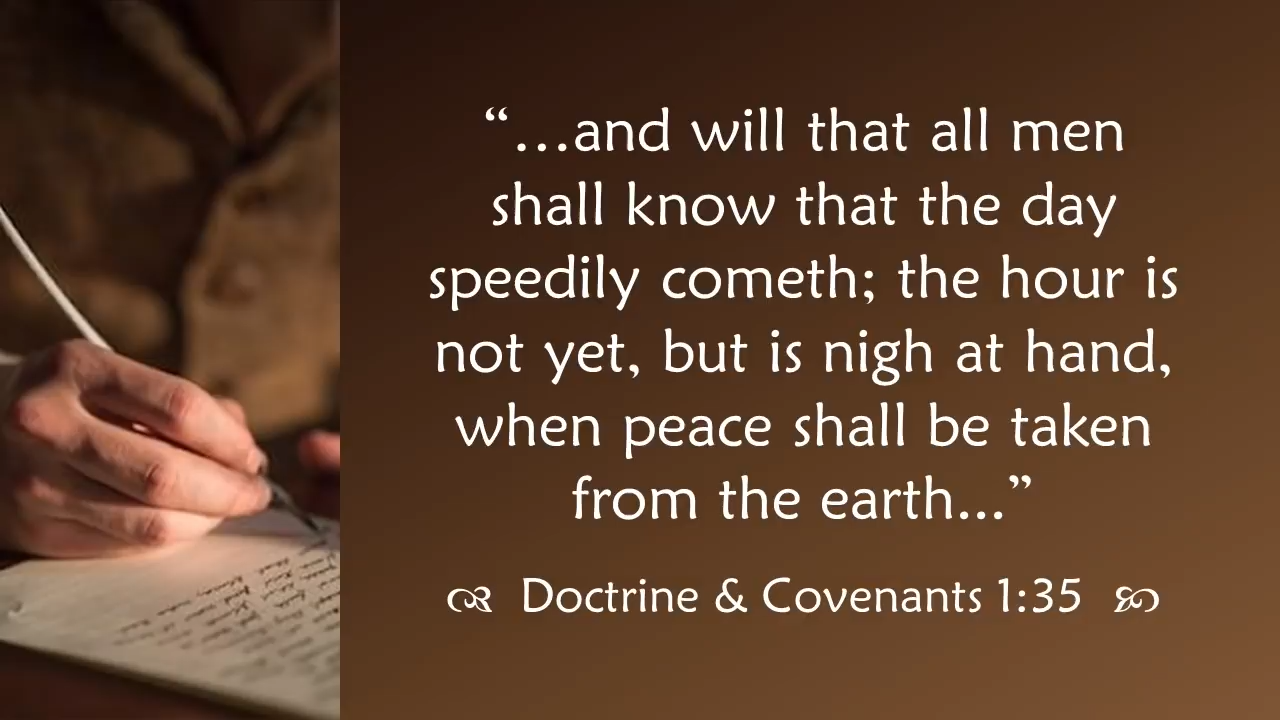 “...and will that all men
shall know that the day
speedily cometh; the hour is
not yet, but is nigh at hand,
when peace shall be taken
from the earth...”
Doctrine & Covenants 1:35